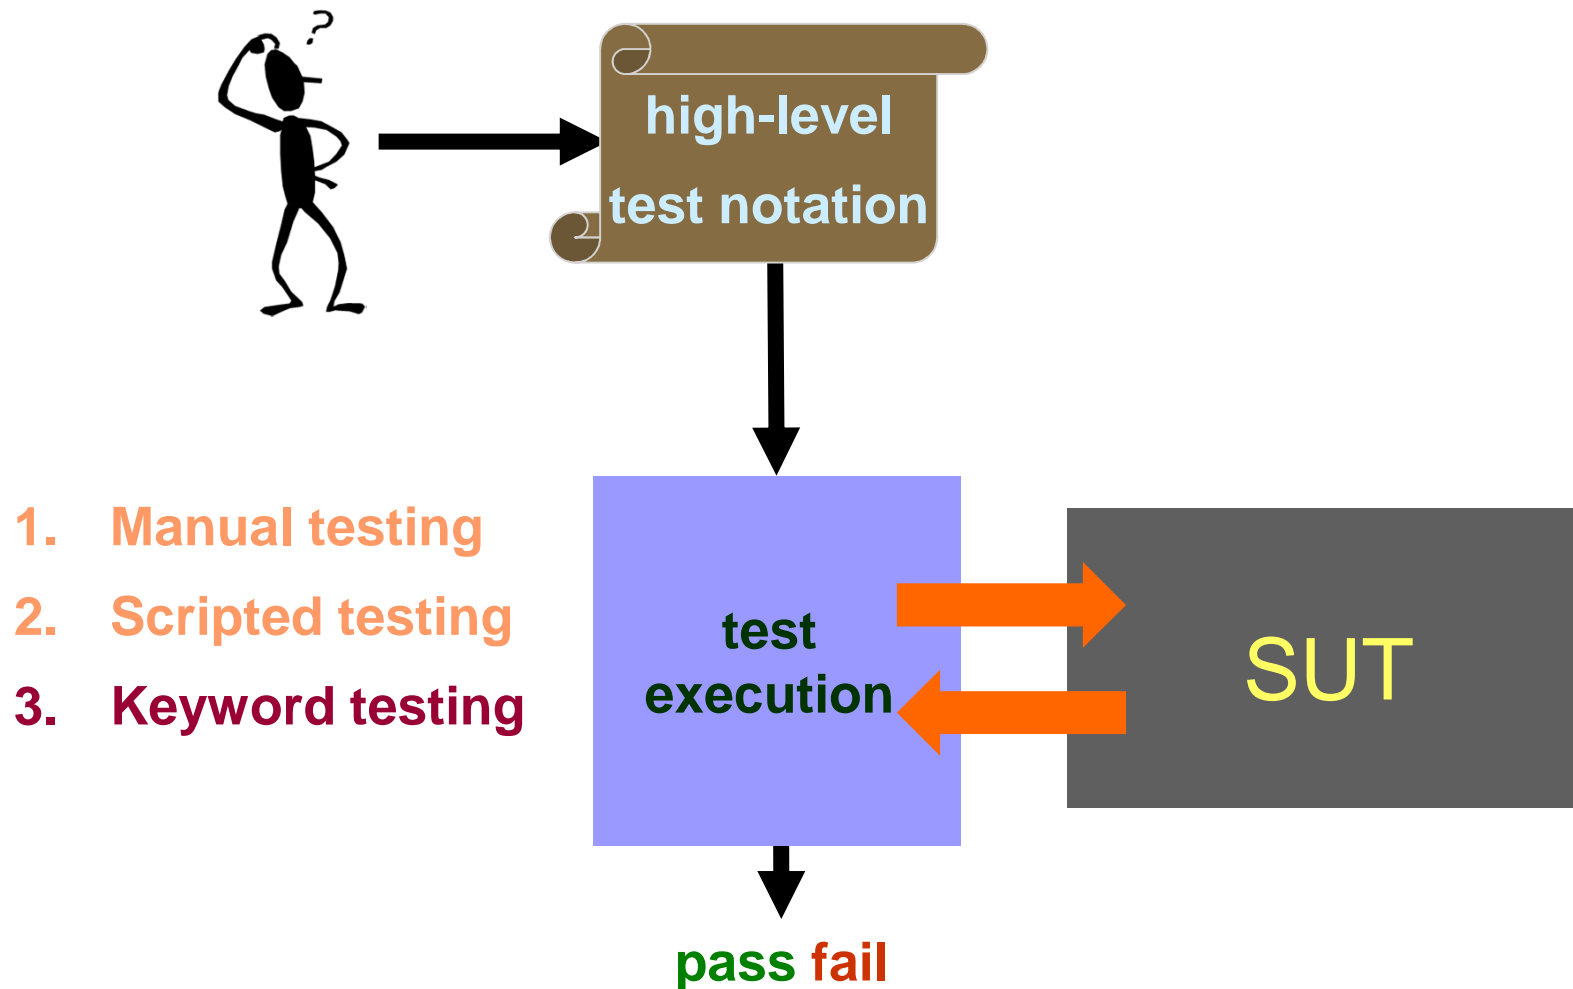 ?
high-level
test notation
1. Manual testing
2. Scripted testing
3. Keyword testing
test
execution
SUT
pass fail